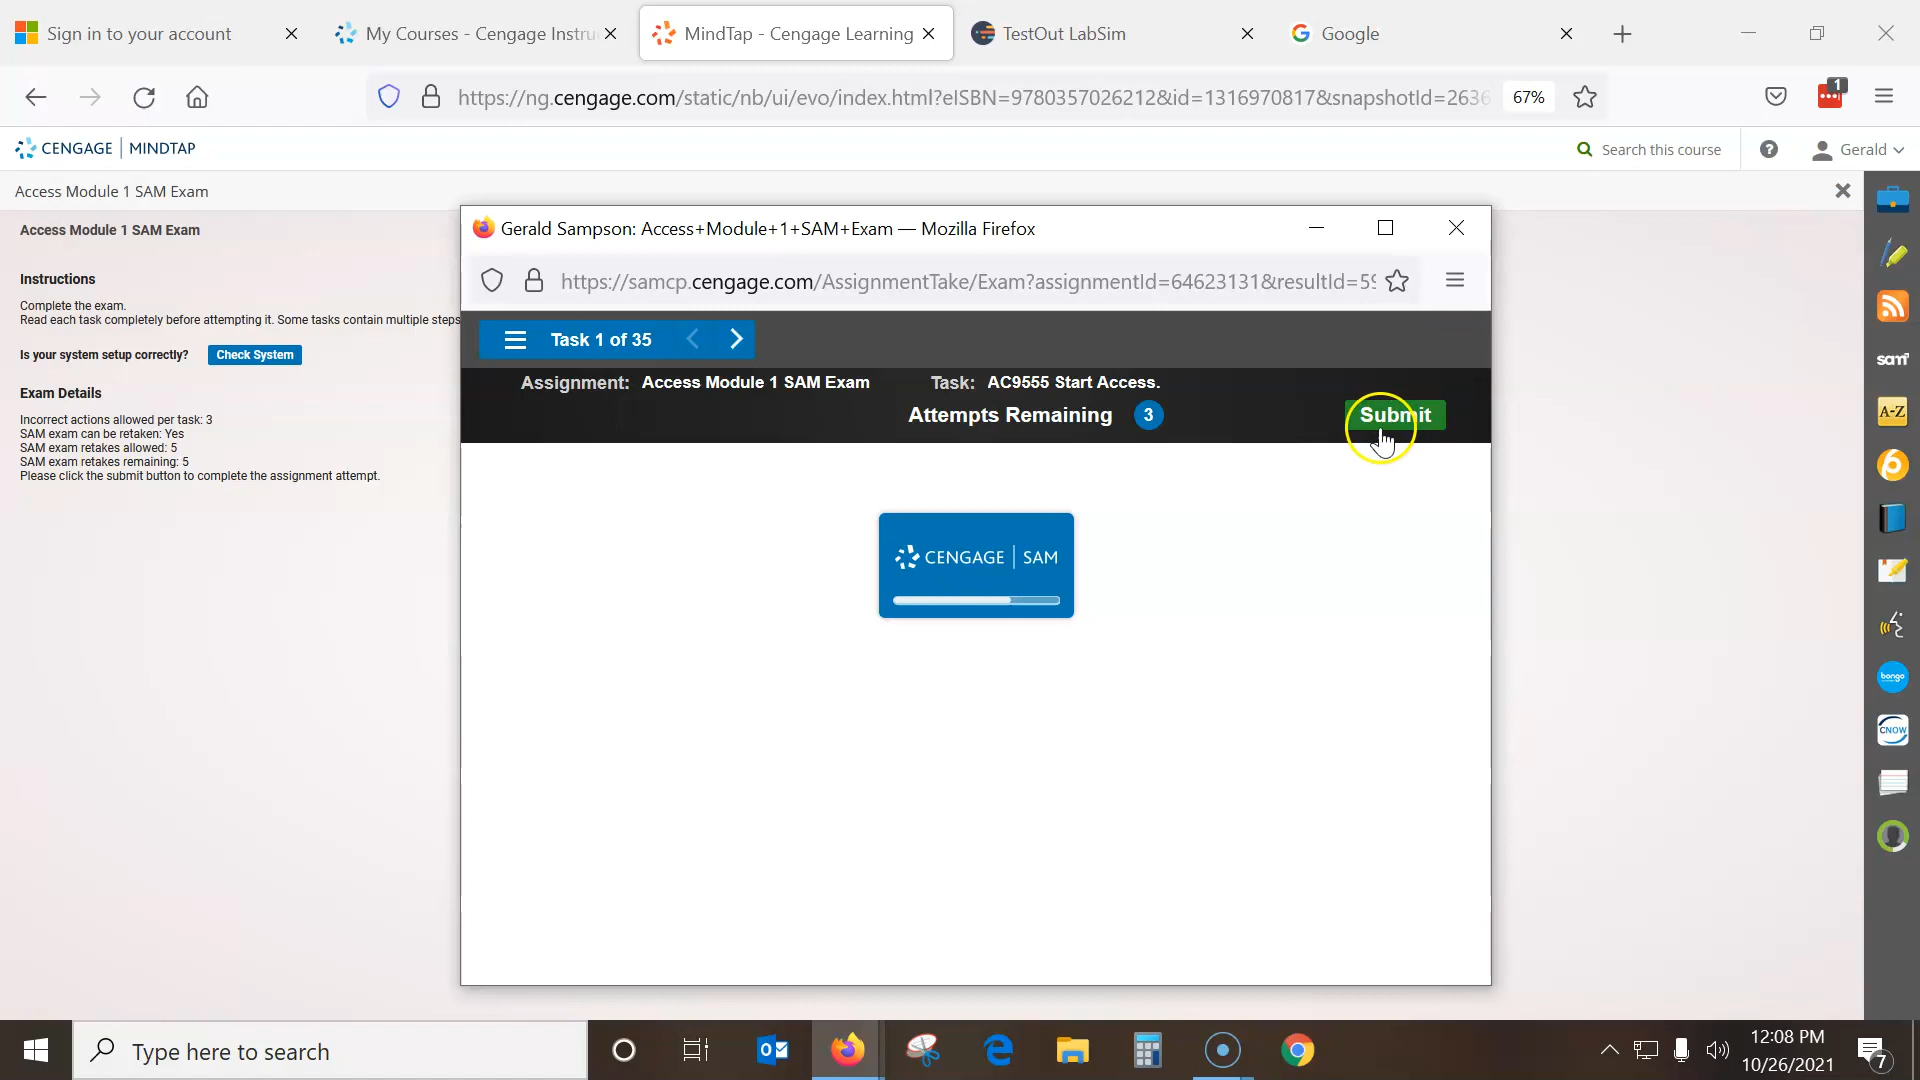 Sign in to your account
My Courses - Cengage Instru
MindTap - Cengage Learning
TestOut LabSim
Google
https://ng.cengage.com/static/nb/ui/evo/index.html?eISBN=9780357026212&id=1316970817&snapshotId=2636
67%
1
CENGAGE | MINDTAP
Search this course
Gerald
Access Module 1 SAM Exam
Access Module 1 SAM Exam
Instructions
Complete the exam.
Read each task completely before attempting it. Some tasks contain multiple steps
Is your system setup correctly?
Check System
Exam Details
Incorrect actions allowed per task: 3
SAM exam can be retaken: Yes
SAM exam retakes allowed: 5
SAM exam retakes remaining: 5
Please click the submit button to complete the assignment attempt.
Gerald Sampson: Access+Module+1+SAM+Exam — Mozilla Firefox
https://samcp.cengage.com/AssignmentTake/Exam?assignmentId=64623131&resultId=59
Task 1 of 35
Assignment: Access Module 1 SAM Exam
Task: AC9555 Start Access.
Attempts Remaining 3
Submit
CENGAGE | SAM
sam
A-Z
bongo
CNOW
Type here to search
12:08 PM
10/26/2021
7